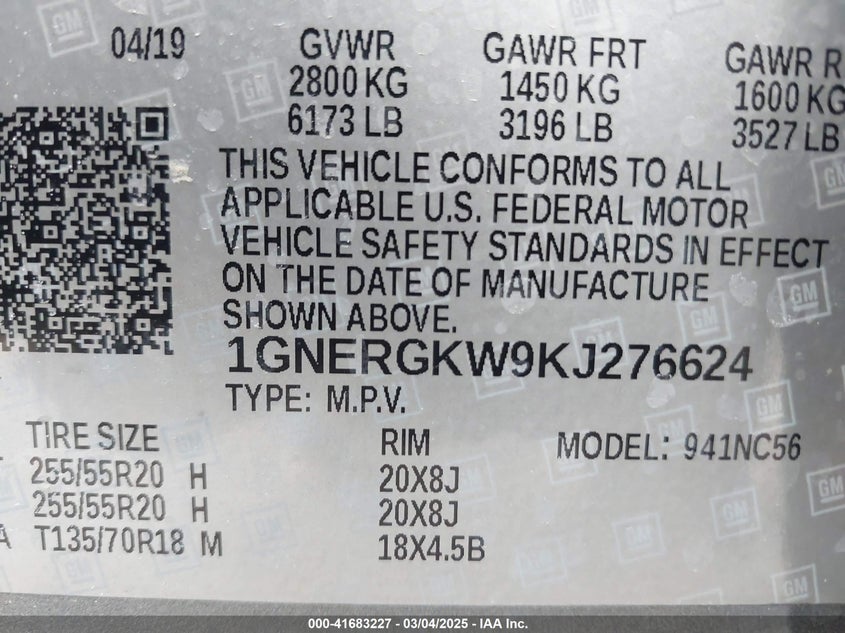 04/19 GVWR GAWR FRT GAWR R
2800 KG 1450 KG 1600 KG
6173 LB 3196 LB 3527 LB
THIS VEHICLE CONFORMS TO ALL
APPLICABLE U.S. FEDERAL MOTOR
VEHICLE SAFETY STANDARDS IN EFFECT
ON THE DATE OF MANUFACTURE
SHOWN ABOVE.
1GNERGKW9KJ276624
TYPE: M.P.V.
TIRE SIZE RIM MODEL: 941NC56
255/55R20 H 20X8J
255/55R20 H 20X8J
A T135/70R18 M 18X4.5B
000-41683227 - 03/04/2025 - IAA Inc.
GM